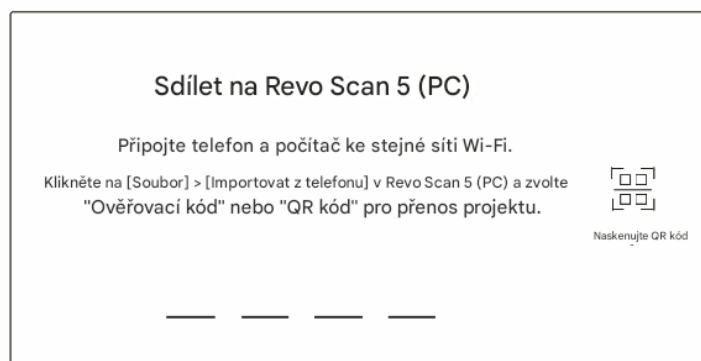 Sdílet na Revo Scan 5 (PC)
Připojte telefon a počítač ke stejné síti Wi-Fi.
Klikněte na [Soubor] > [Importovat z telefonu] v Revo Scan 5 (PC) a zvolte
"Ověřovací kód" nebo "QR kód" pro přenos projektu.
Naskenujte QR kód